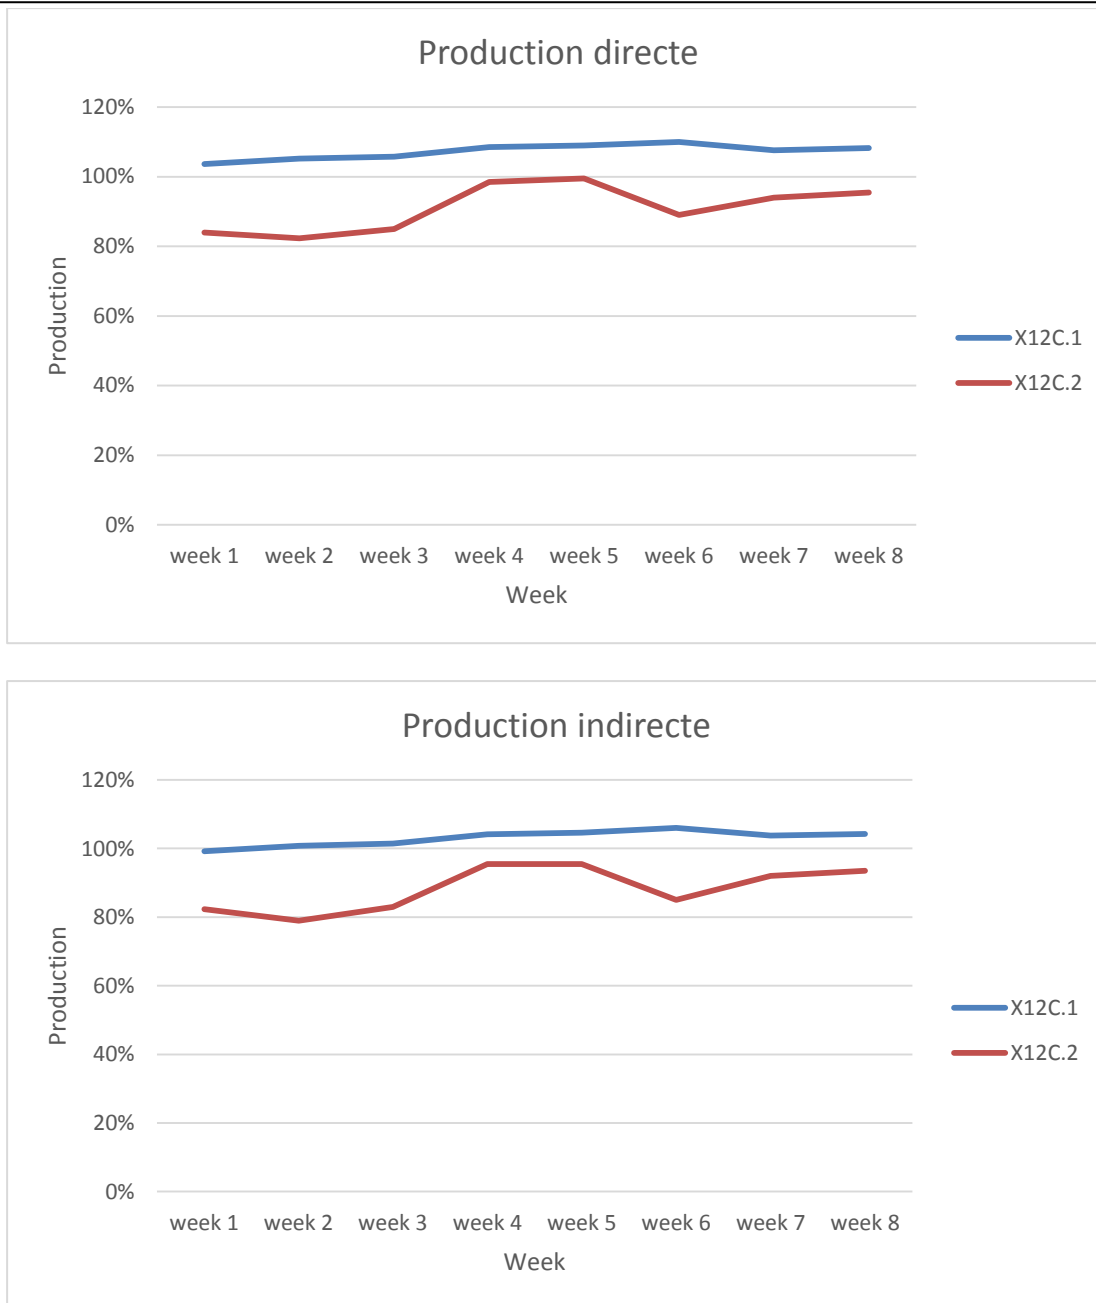 Production directe
120%
100%
80%
60%
40%
20%
0%
Production
week 1 week 2 week 3 week 4 week 5 week 6 week 7 week 8
Week
X12C.1
X12C.2
Production indirecte
120%
100%
80%
60%
40%
20%
0%
Production
week 1 week 2 week 3 week 4 week 5 week 6 week 7 week 8
Week
X12C.1
X12C.2